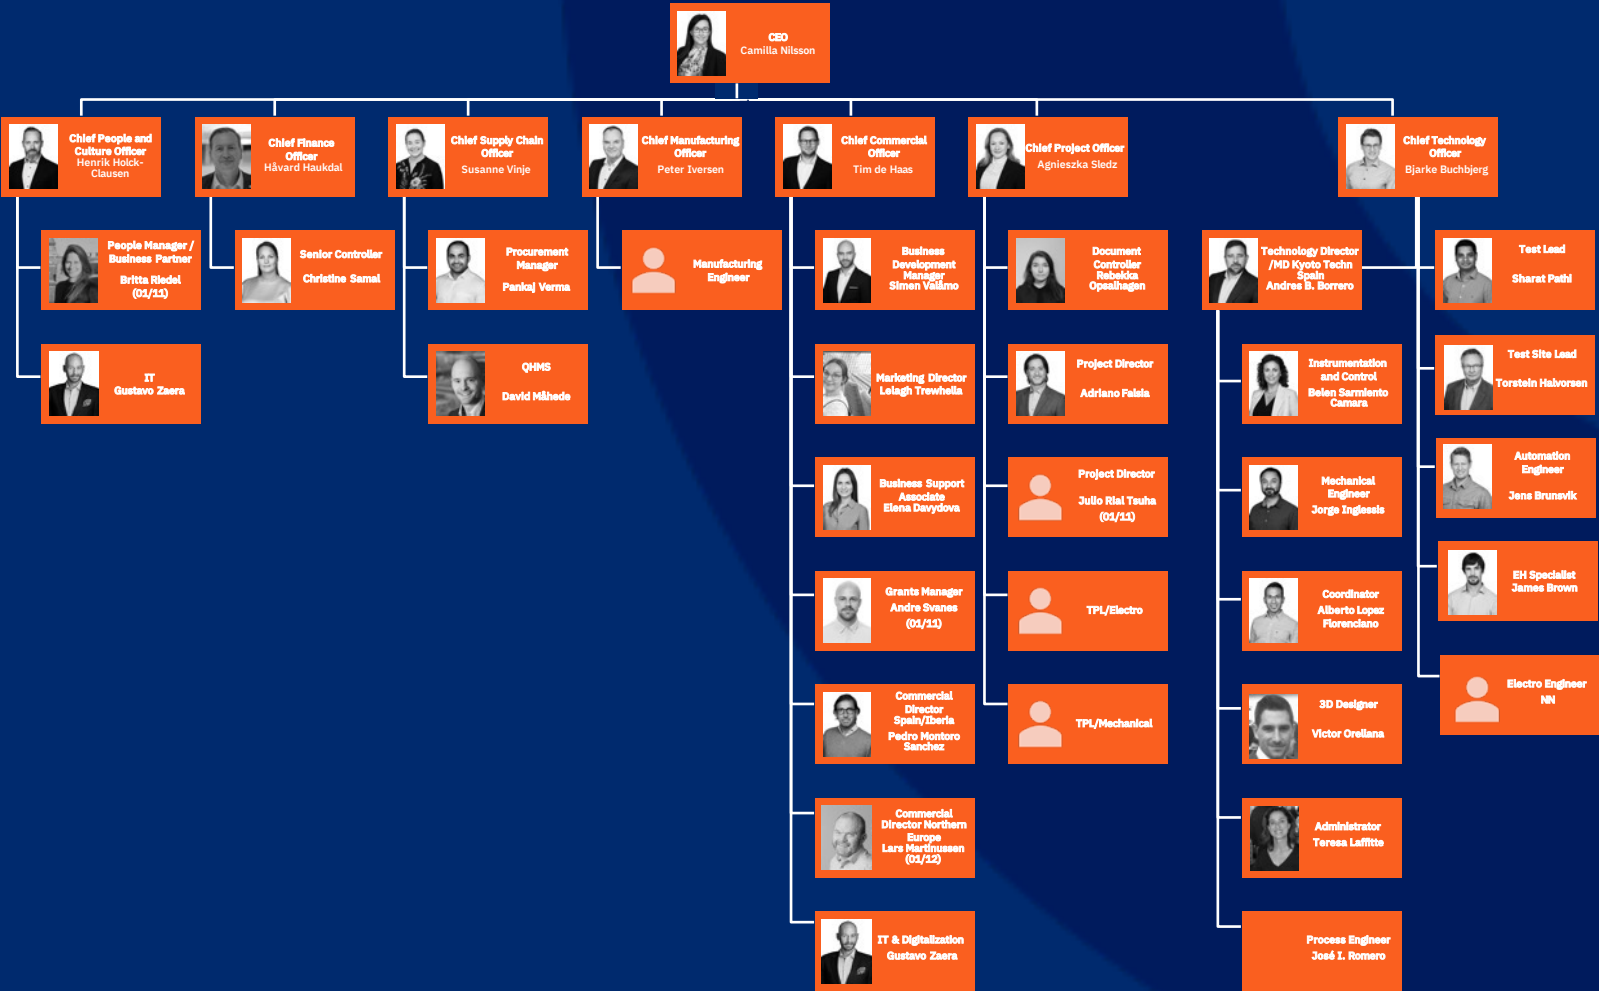 CEO
Camilla Nilsson
Chief People and
Culture Officer
Henrik Holck-
Clausen
Chief Finance
Officer
Håvard Haukdal
Chief Supply Chain
Officer
Susanne Vinje
Chief Manufacturing
Officer
Peter Iversen
Chief Commercial
Officer
Tim de Haas
Chief Project Officer
Agnieszka Sledz
Chief Technology
Officer
Bjarke Buchbjerg
People Manager /
Business Partner
Britta Riedel
(01/11)
IT
Gustavo Zaera
Senior Controller
Christine Samal
Procurement
Manager
Pankaj Verma
QHMS
David Måhede
Manufacturing
Engineer
Business
Development
Manager
Simen Valåmo
Marketing Director
Lelagh Trewhella
Business Support
Associate
Elena Davydova
Grants Manager
Andre Svanes
(01/11)
Commercial
Director
Spain/Iberia
Pedro Montoro
Sanchez
Commercial
Director Northern
Europe
Lars Martinussen
(01/12)
IT & Digitalization
Gustavo Zaera
Document
Controller
Rebekka
Opsalhagen
Project Director
Adriano Faisia
Project Director
Julio Rial Tsuha
(01/11)
TPL/Electro
TPL/Mechanical
Technology Director
/MD Kyoto Techn
Spain
Andres B. Borrero
Instrumentation
and Control
Belen Sarmiento
Camara
Mechanical
Engineer
Jorge Inglessis
Coordinator
Alberto Lopez
Florenciano
3D Designer
Victor Orellana
Administrator
Teresa Laffitte
Process Engineer
José I. Romero
Test Lead
Sharat Pathi
Test Site Lead
Torstein Halvorsen
Automation
Engineer
Jens Brunsvik
EH Specialist
James Brown
Electro Engineer
NN